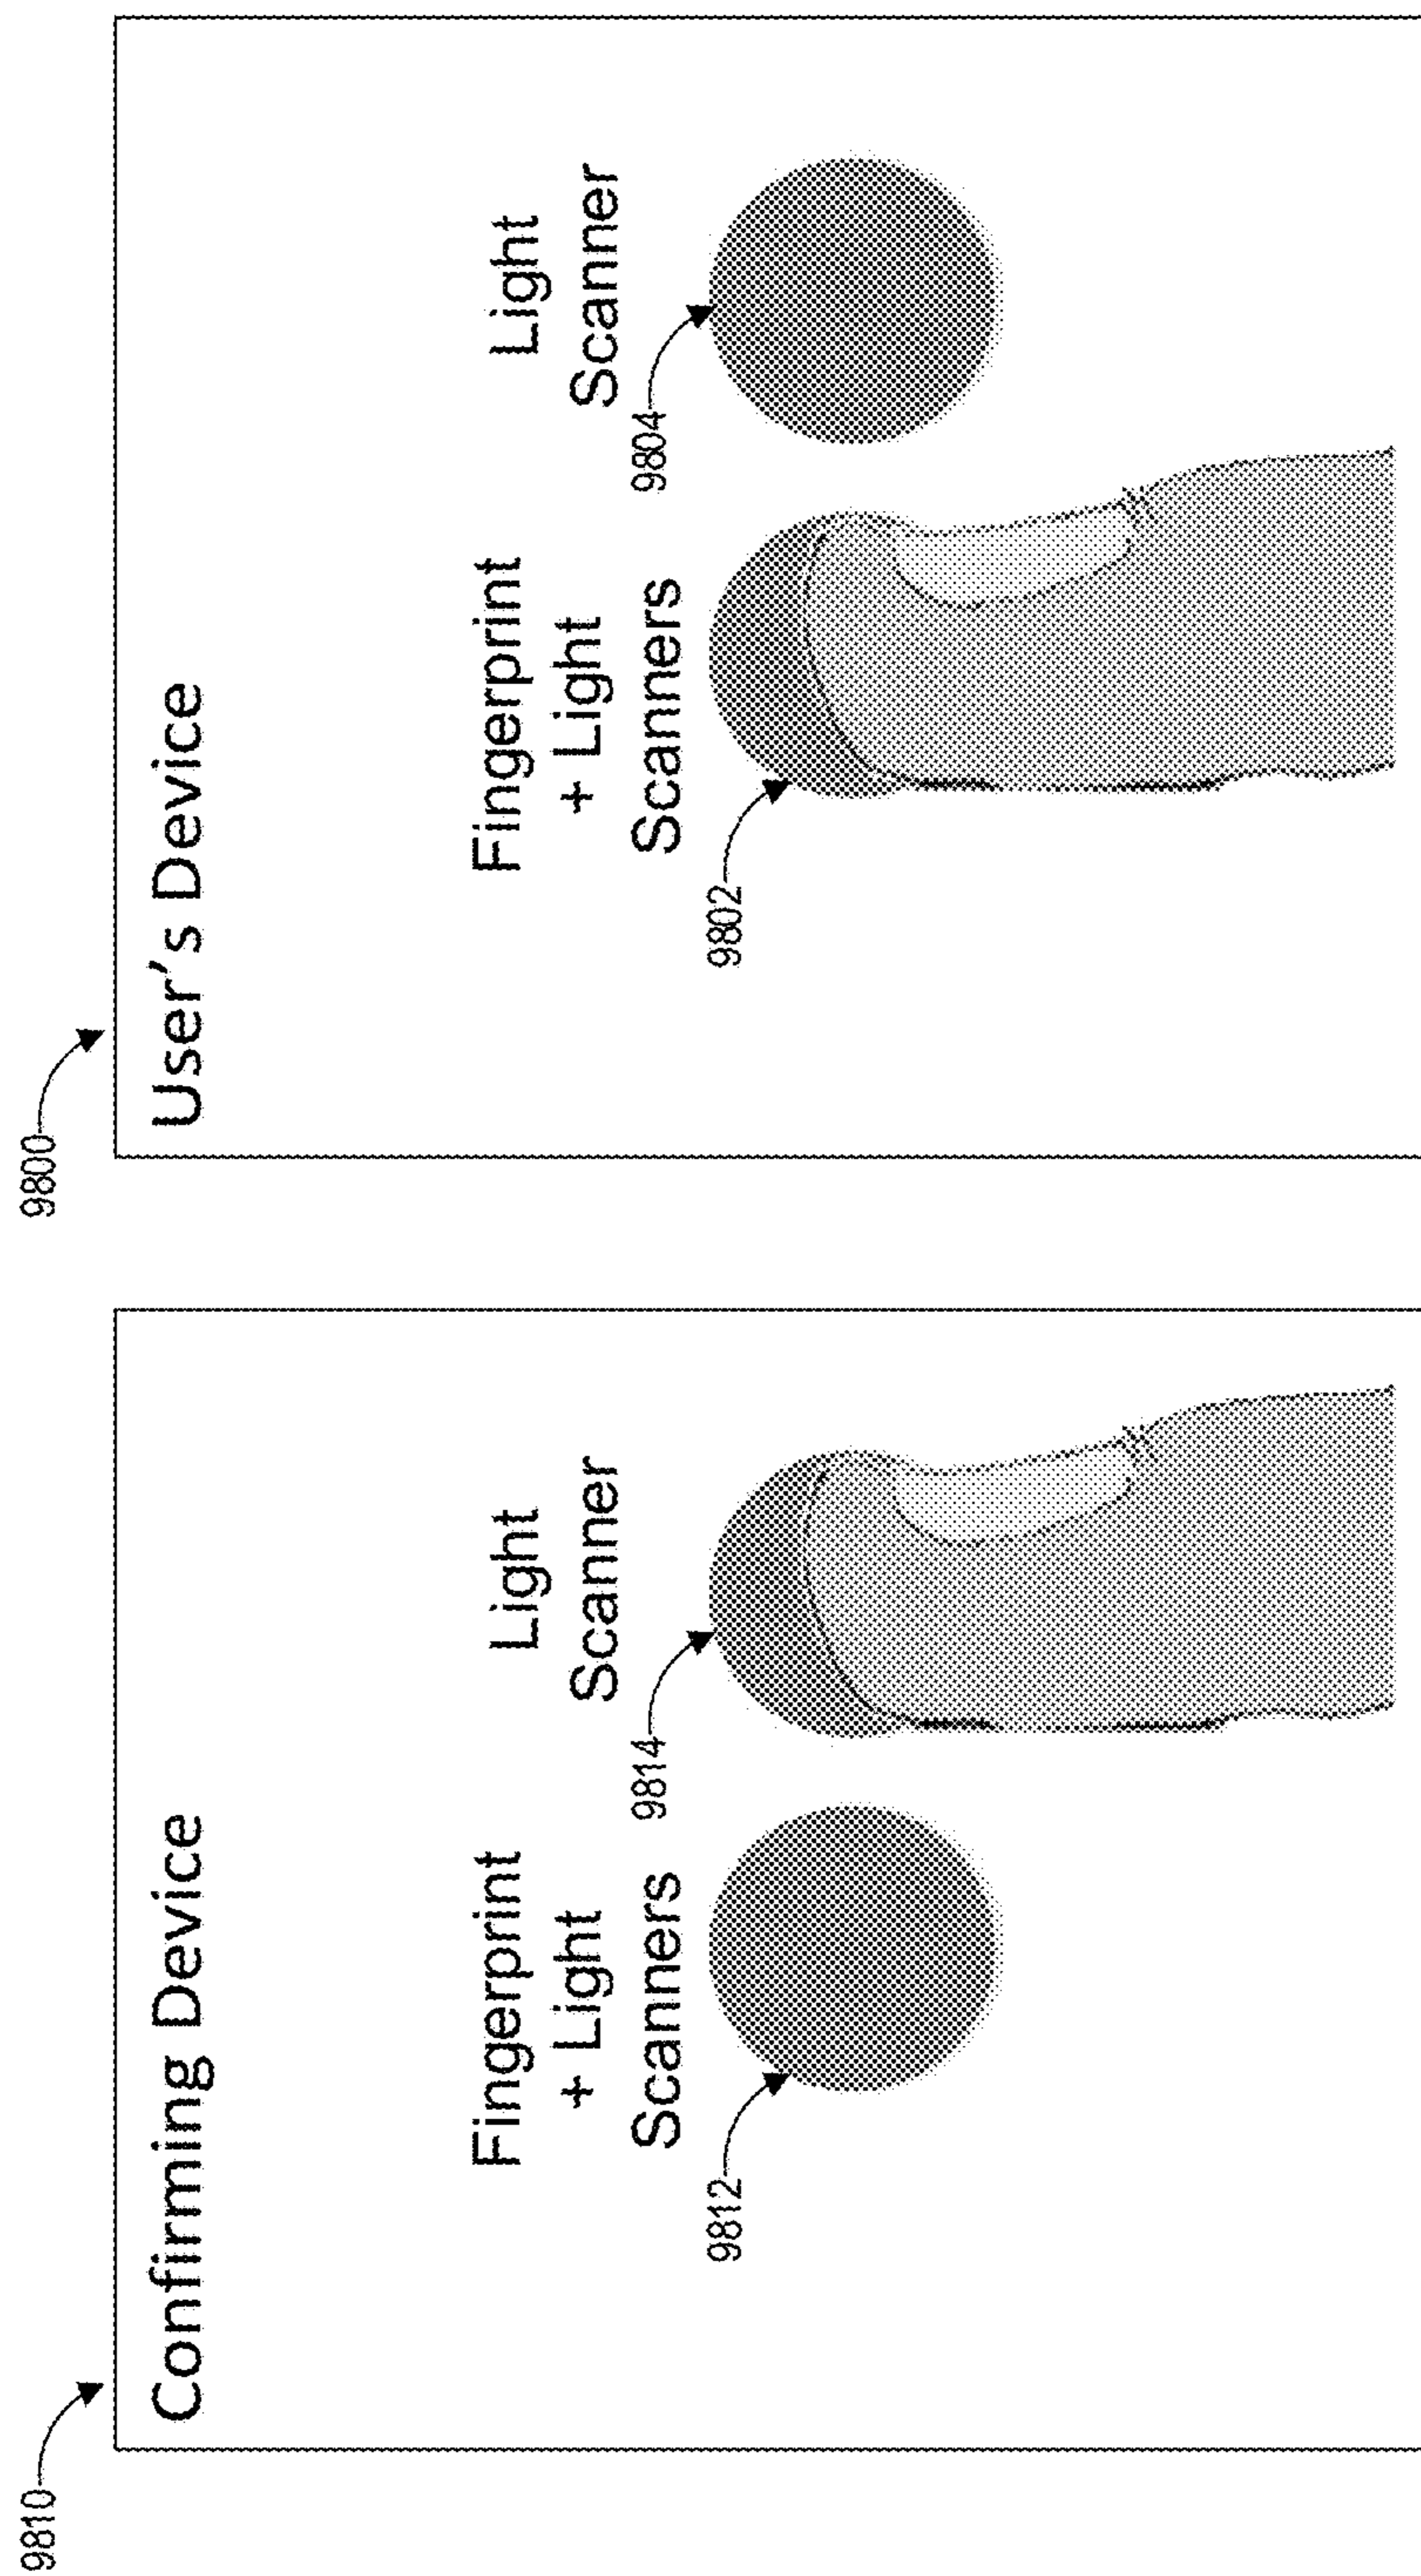 9810
Confirming Device
Fingerprint
+ Light
Scanners
9812
Light
Scanner
9814
9800
User's Device
Fingerprint
+ Light
Scanners
9802
Light
Scanner
9804